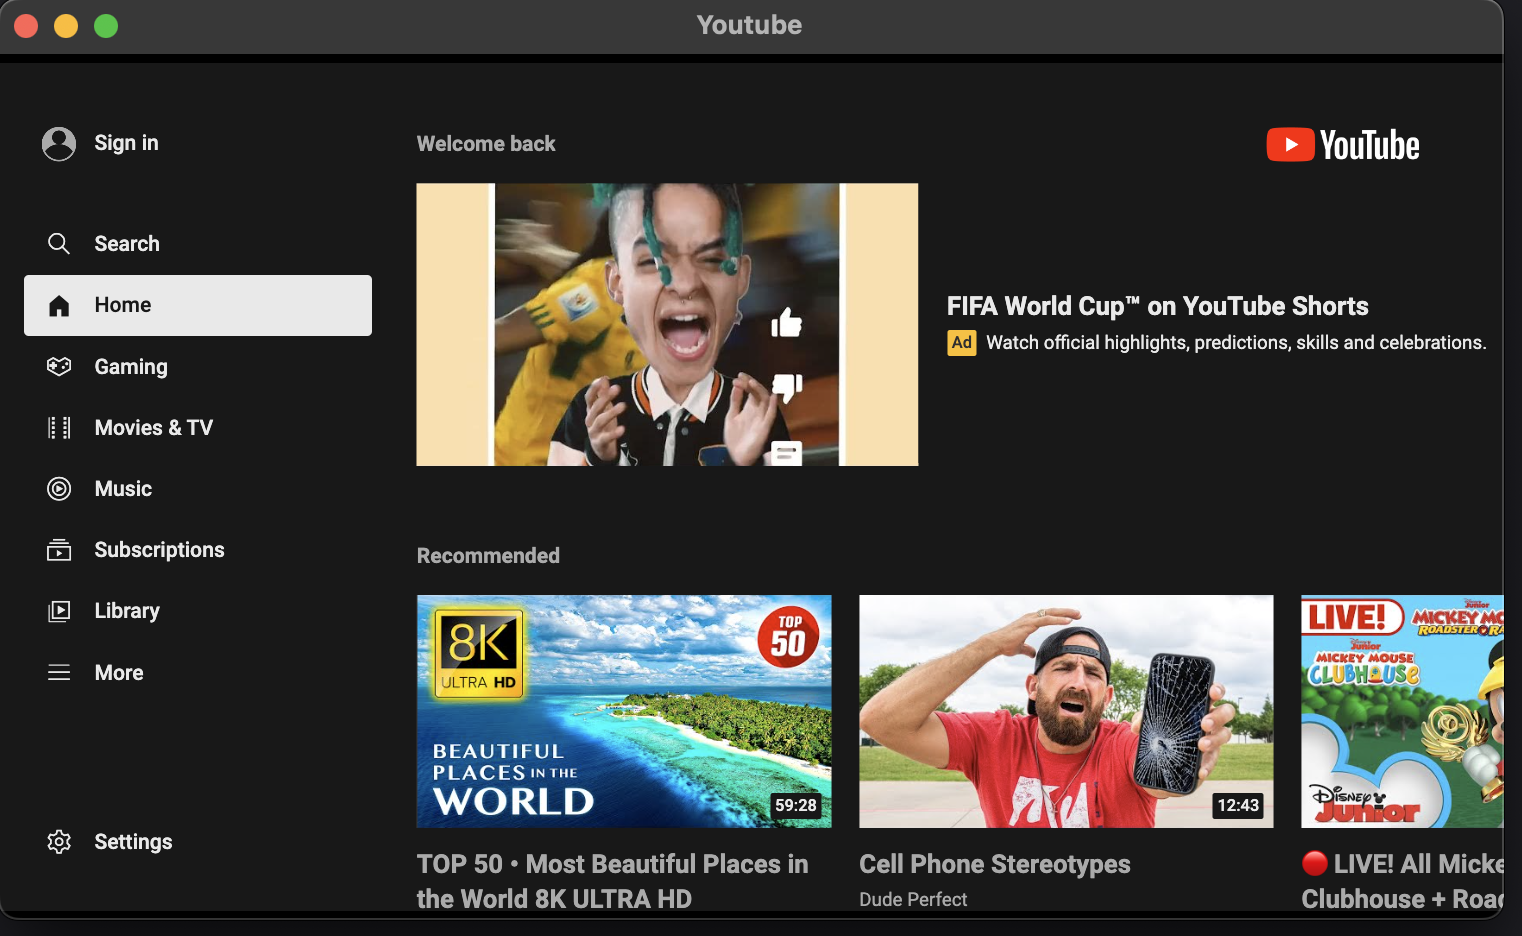 Youtube
Sign in
Search
Home
Gaming
Movies & TV
Music
Subscriptions
Library
More
Settings
Welcome back
YouTube
FIFA World Cup™ on YouTube Shorts
Ad Watch official highlights, predictions, skills and celebrations.
Recommended
8K
ULTRA HD
TOP
50
BEAUTIFUL
PLACES IN THE
WORLD
59:28
TOP 50 • Most Beautiful Places in
the World 8K ULTRA HD
12:43
Cell Phone Stereotypes
Dude Perfect
LIVE!
Disney Junior
MICKEY MO
ROADSTER RA
Disney Junior
MICKEY MOUSE
CLUBHOUSE
Disney
Junior
🔴 LIVE! All Micke
Clubhouse + Roa